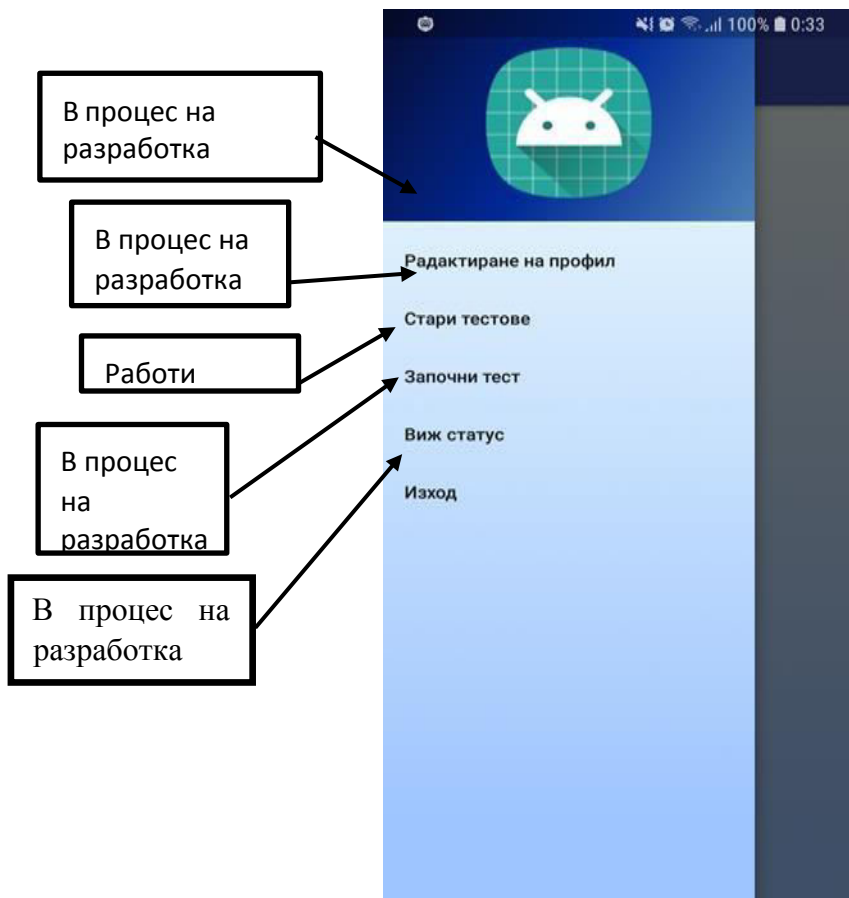 100% 0:33
В процес на
разработка
В процес на
разработка
Радактиране на профил
Стари тестове
Работи
Започни тест
В процес
на
разработка
Виж статус
Изход
В процес на
разработка